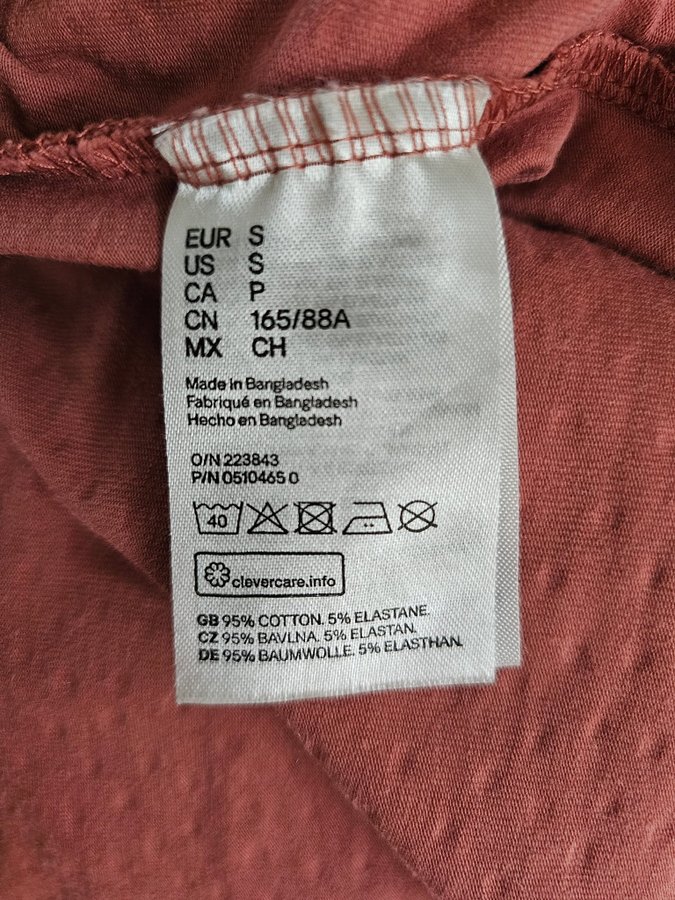 EUR S
US S
CA P
CN 165/88A
MX CH
Made in Bangladesh
Fabriqué en Bangladesh
Hecho en Bangladesh
O/N 223843
P/N 0510465 0
40
clevercare.info
GB 95% COTTON. 5% ELASTANE.
CZ 95% BAVLNA. 5% ELASTAN.
DE 95% BAUMWOLLE. 5% ELASTHAN.